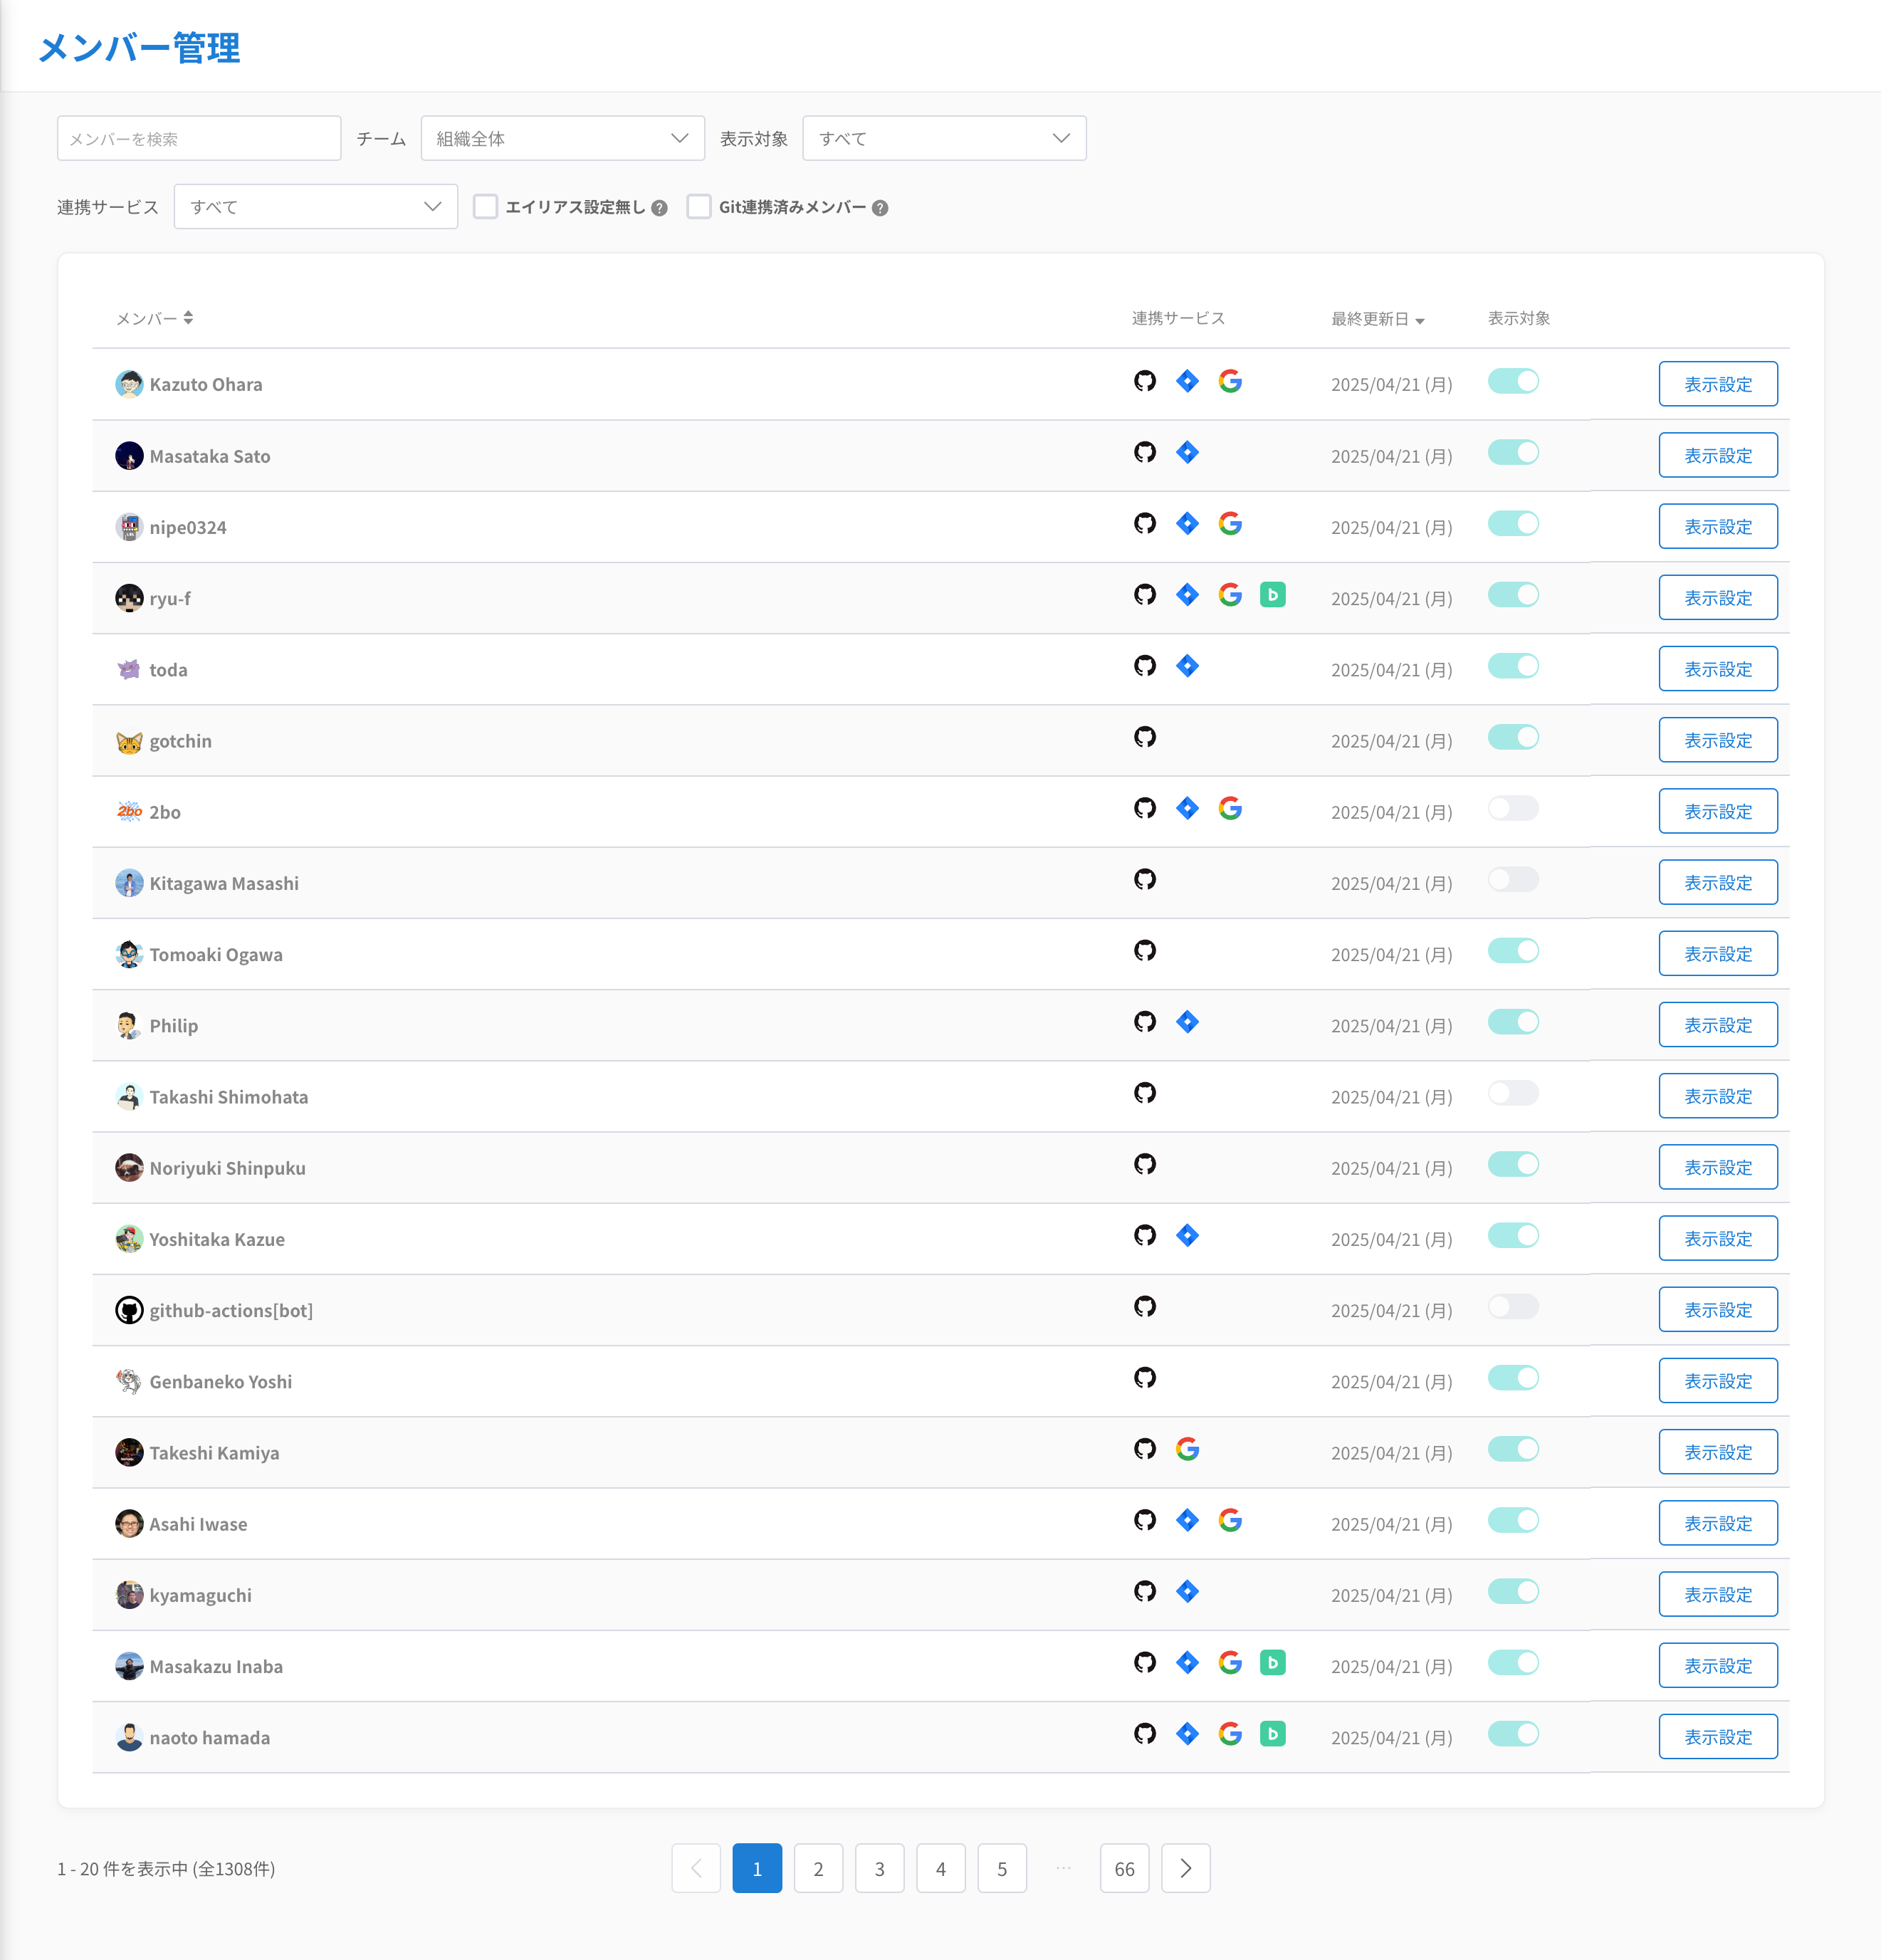 メンバー管理
メンバーを検索 チーム 組織全体 表示対象 すべて
連携サービス すべて エイリアス設定無し ? Git連携済みメンバー ?
メンバー 連携サービス 最終更新日 表示対象
Kazuto Ohara 2025/04/21 (月) 表示設定
Masataka Sato 2025/04/21 (月) 表示設定
nipe0324 2025/04/21 (月) 表示設定
ryu-f b 2025/04/21 (月) 表示設定
toda 2025/04/21 (月) 表示設定
gotchin 2025/04/21 (月) 表示設定
2bo 2bo 2025/04/21 (月) 表示設定
Kitagawa Masashi 2025/04/21 (月) 表示設定
Tomoaki Ogawa 2025/04/21 (月) 表示設定
Philip 2025/04/21 (月) 表示設定
Takashi Shimohata 2025/04/21 (月) 表示設定
Noriyuki Shinpuku 2025/04/21 (月) 表示設定
Yoshitaka Kazue 2025/04/21 (月) 表示設定
github-actions[bot] 2025/04/21 (月) 表示設定
Genbaneko Yoshi 2025/04/21 (月) 表示設定
Takeshi Kamiya 2025/04/21 (月) 表示設定
Asahi Iwase 2025/04/21 (月) 表示設定
kyamaguchi 2025/04/21 (月) 表示設定
Masakazu Inaba b 2025/04/21 (月) 表示設定
naoto hamada b 2025/04/21 (月) 表示設定
1 - 20 件を表示中 (全1308件) 1 2 3 4 5 ... 66